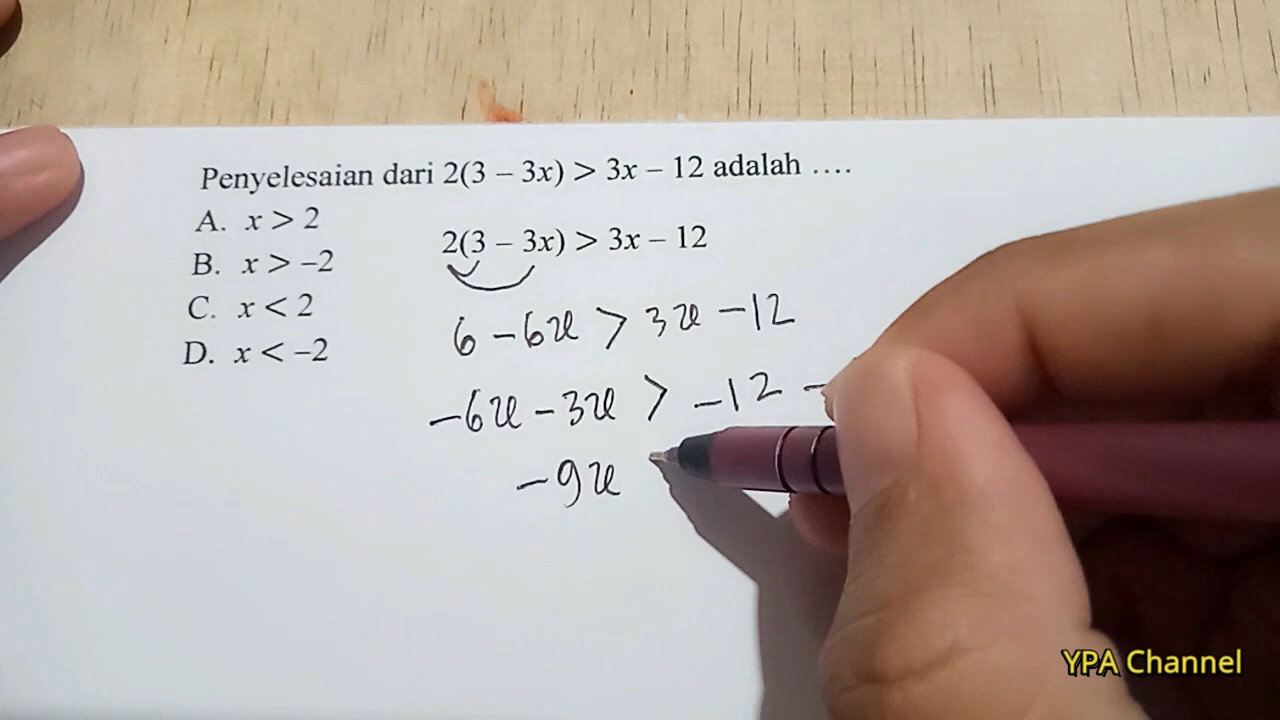 Penyelesaian dari 2(3 – 3x) > 3x – 12 adalah ....
A. x > 2
B. x > –2
C. x < 2
D. x < –2
2(3 – 3x) > 3x – 12
6 – 6x > 3x – 12
– 6x – 3x > – 12 –
– 9x
YPA Channel